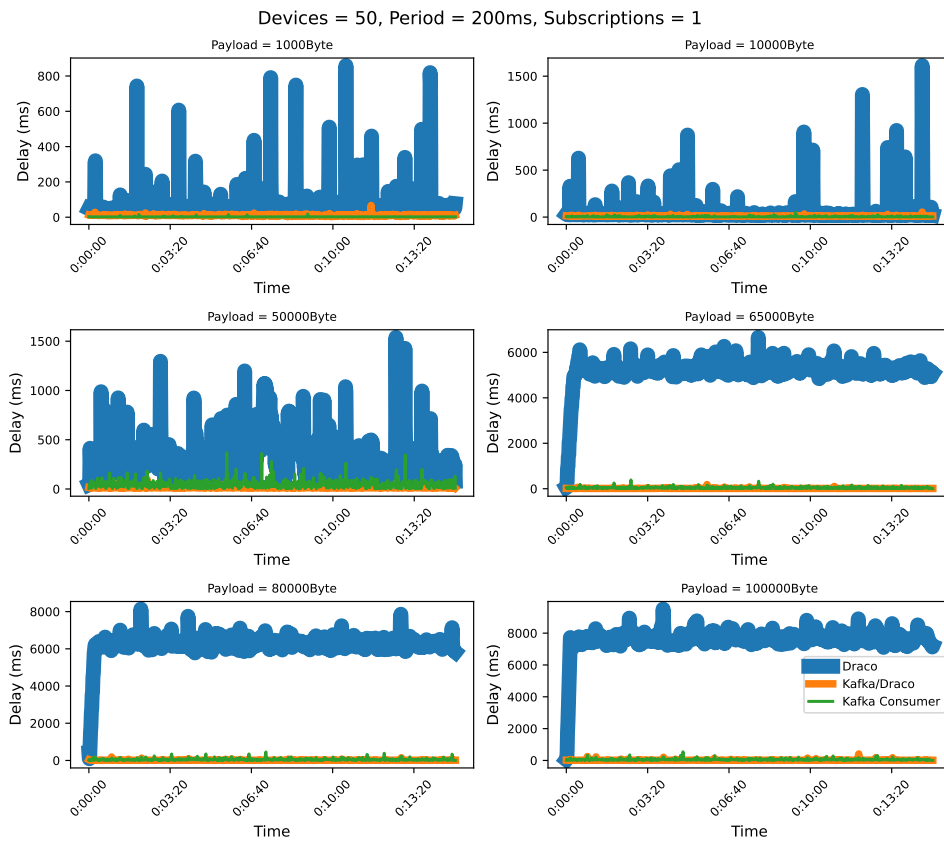 Devices = 50, Period = 200ms, Subscriptions = 1
Payload = 1000Byte
Delay (ms)
800
600
400
200
0
0:00:00
0:03:20
0:06:40
0:10:00
0:13:20
Time
Payload = 10000Byte
Delay (ms)
1500
1000
500
0
0:00:00
0:03:20
0:06:40
0:10:00
0:13:20
Time
Payload = 50000Byte
Delay (ms)
1500
1000
500
0
0:00:00
0:03:20
0:06:40
0:10:00
0:13:20
Time
Payload = 65000Byte
Delay (ms)
6000
4000
2000
0
0:00:00
0:03:20
0:06:40
0:10:00
0:13:20
Time
Payload = 80000Byte
Delay (ms)
8000
6000
4000
2000
0
0:00:00
0:03:20
0:06:40
0:10:00
0:13:20
Time
Payload = 100000Byte
Delay (ms)
8000
6000
4000
2000
0
0:00:00
0:03:20
0:06:40
0:10:00
0:13:20
Time
Draco
Kafka/Draco
Kafka Consumer